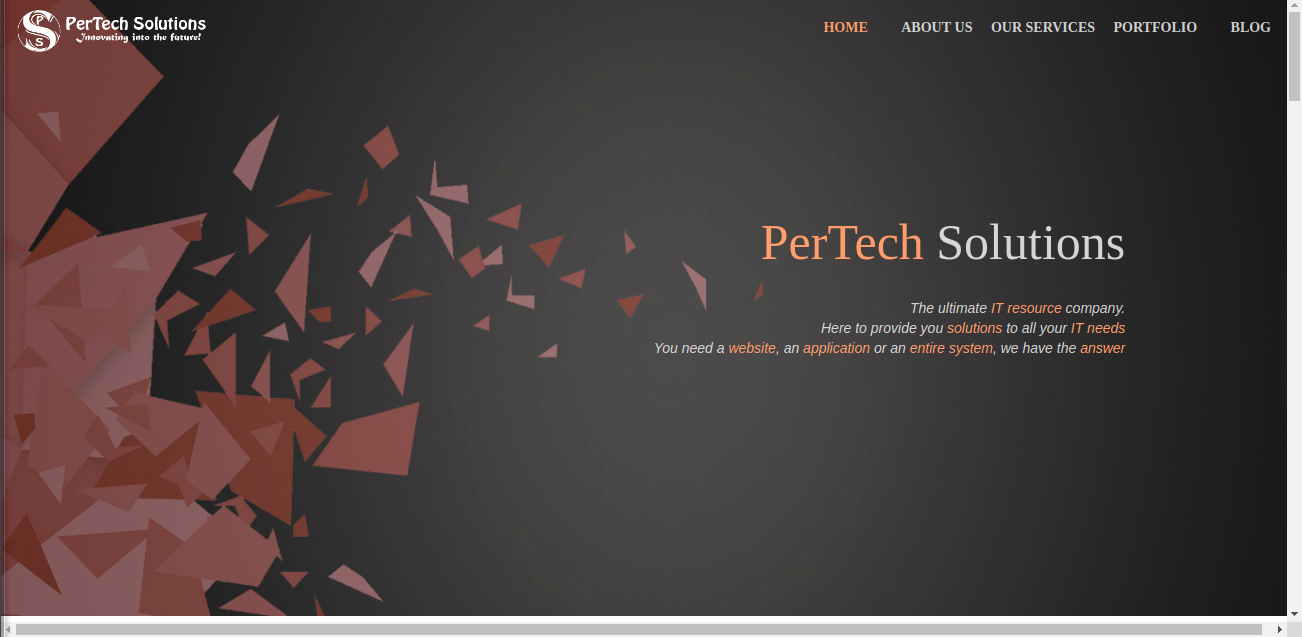 PerTech Solutions
Innovating into the future!
HOME ABOUT US OUR SERVICES PORTFOLIO BLOG
PerTech Solutions
The ultimate IT resource company.
Here to provide you solutions to all your IT needs
You need a website, an application or an entire system, we have the answer